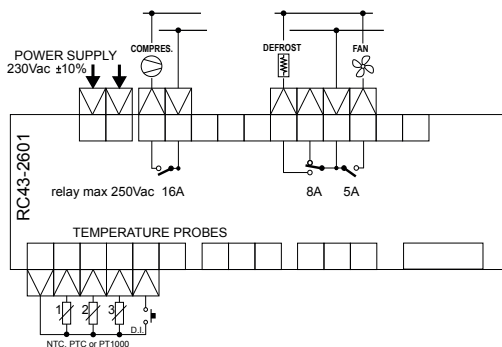 POWER SUPPLY
230Vac ±10%
COMPRES.
DEFROST
FAN
RC43-2601
relay max 250Vac 16A
8A
5A
TEMPERATURE PROBES
1
2
3
D.I.
NTC, PTC or PT1000